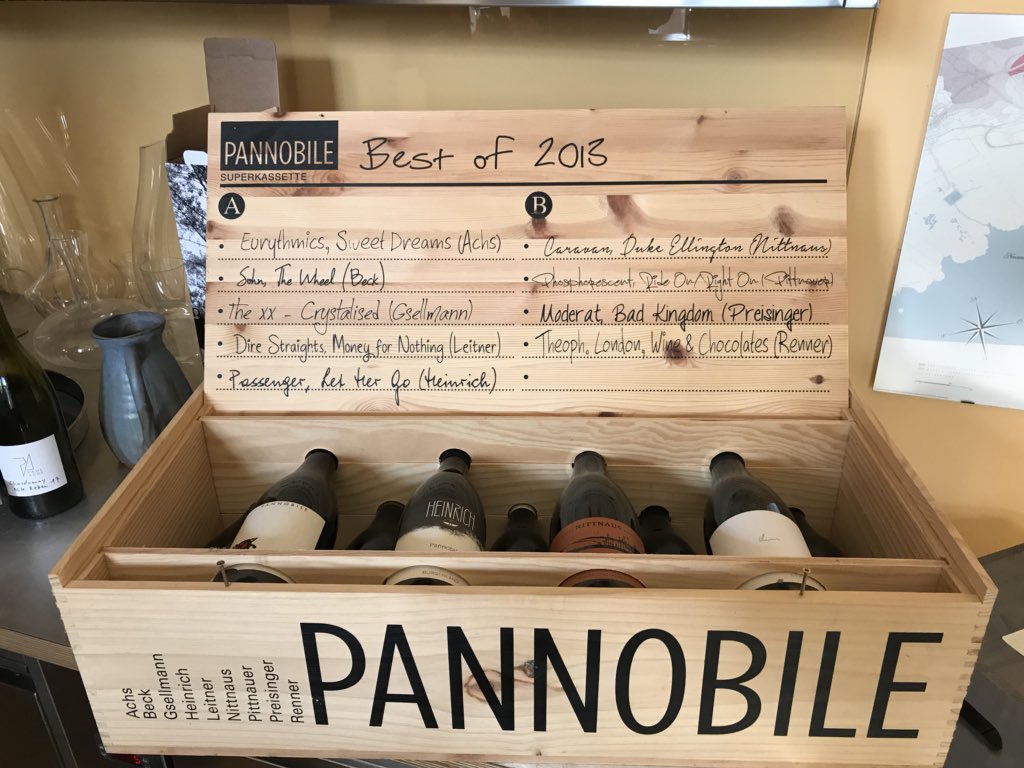 PANNOBILE
SUPERKASSETTE
Best of 2013
A
• Eurythmics, Sweet Dreams (Achs)
• Sohn, The Wheel (Beck)
• The xx - Crystalised (Gsellmann)
• Dire Straights, Money for Nothing (Leitner)
• Passenger, Let Her Go (Heinrich)
B
• Caravan, Duke Ellington (Nittnaus)
• Phosphorescent, Ride On/Right On (Pittnauer)
• Moderat, Bad Kingdom (Preisinger)
• Theoph. London, Wine & Chocolates (Renner)
•
PANNOBILE
HEINRICH
Pannobil
NITTNAUS
Chardonnay
Achs
Beck
Gsellmann
Heinrich
Leitner
Nittnaus
Pittnauer
Preisinger
Renner
PANNOBILE